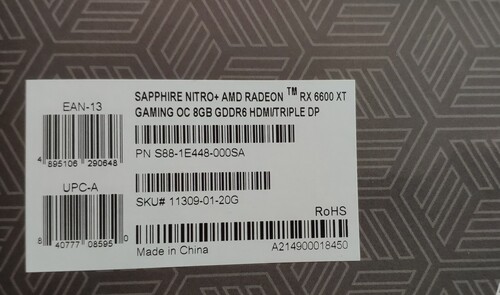 EAN-13
4 895106 290648
UPC-A
8 40777 08595 0
SAPPHIRE NITRO+ AMD RADEON ™ RX 6600 XT
GAMING OC 8GB GDDR6 HDMI/TRIPLE DP
PN S88-1E448-000SA
SKU# 11309-01-20G
RoHS
Made in China
A214900018450